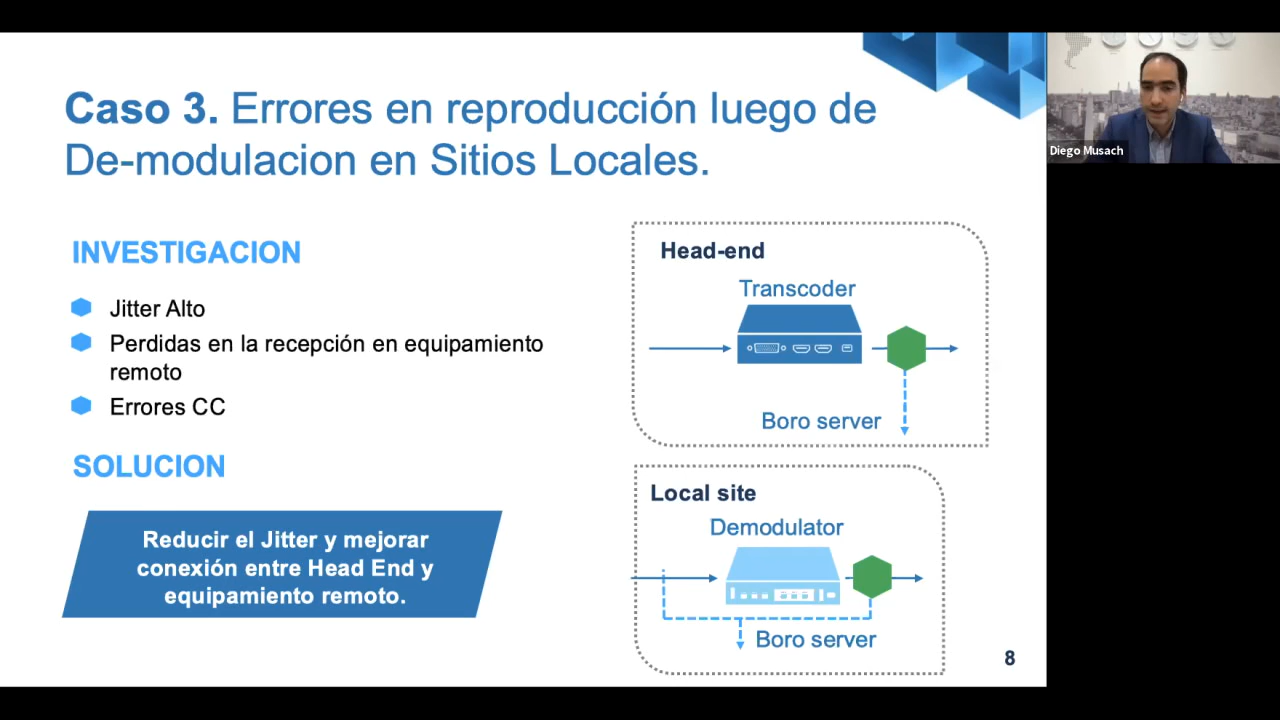 Caso 3. Errores en reproducción luego de
De-modulacion en Sitios Locales.
INVESTIGACION
Jitter Alto
Perdidas en la recepción en equipamiento
remoto
Errores CC
SOLUCION
Reducir el Jitter y mejorar
conexión entre Head End y
equipamiento remoto.
Head-end
Transcoder
Boro server
Local site
Demodulator
Boro server
8
Diego Musach